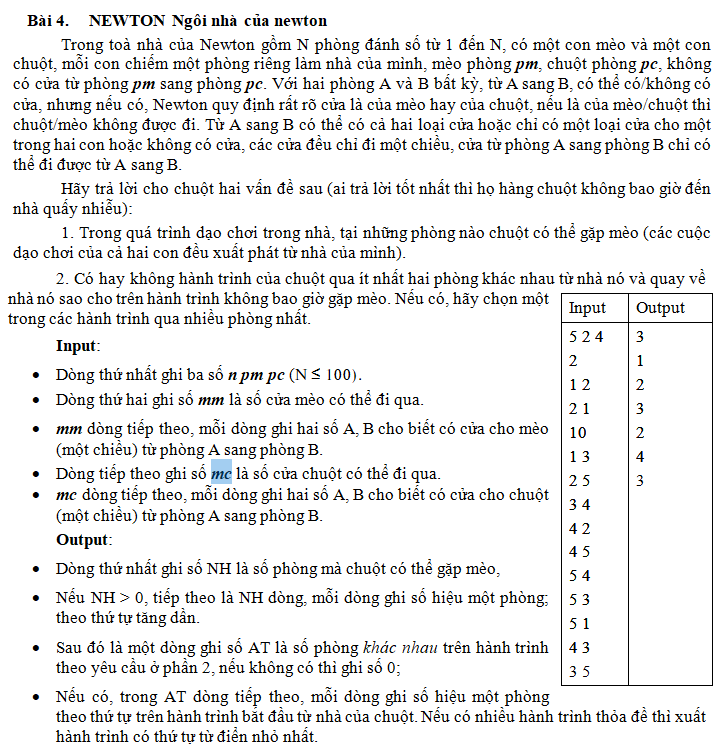 Bài 4. NEWTON Ngôi nhà của newton
Trong toà nhà của Newton gồm N phòng đánh số từ 1 đến N, có một con mèo và một con
chuột, mỗi con chiếm một phòng riêng làm nhà của mình, mèo phòng pm, chuột phòng pc, không
có cửa từ phòng pm sang phòng pc. Với hai phòng A và B bất kỳ, từ A sang B, có thể có/không có
cửa, nhưng nếu có, Newton quy định rất rõ cửa là của mèo hay của chuột, nếu là của mèo/chuột thì
chuột/mèo không được đi. Từ A sang B có thể có cả hai loại cửa hoặc chỉ có một loại cửa cho một
trong hai con hoặc không có cửa, các cửa đều chỉ đi một chiều, cửa từ phòng A sang phòng B chỉ có
thể đi được từ A sang B.
Hãy trả lời cho chuột hai vấn đề sau (ai trả lời tốt nhất thì họ hàng chuột không bao giờ đến
nhà quấy nhiễu):
1. Trong quá trình dạo chơi trong nhà, tại những phòng nào chuột có thể gặp mèo (các cuộc
dạo chơi của cả hai con đều xuất phát từ nhà của mình).
2. Có hay không hành trình của chuột qua ít nhất hai phòng khác nhau từ nhà nó và quay về
nhà nó sao cho trên hành trình không bao giờ gặp mèo. Nếu có, hãy chọn một
trong các hành trình qua nhiều phòng nhất.
Input:
• Dòng thứ nhất ghi ba số n pm pc (N ≤ 100).
• Dòng thứ hai ghi số mm là số cửa mèo có thể đi qua.
• mm dòng tiếp theo, mỗi dòng ghi hai số A, B cho biết có cửa cho mèo
(một chiều) từ phòng A sang phòng B.
• Dòng tiếp theo ghi số mc là số cửa chuột có thể đi qua.
• mc dòng tiếp theo, mỗi dòng ghi hai số A, B cho biết có cửa cho chuột
(một chiều) từ phòng A sang phòng B.
Output:
• Dòng thứ nhất ghi số NH là số phòng mà chuột có thể gặp mèo,
• Nếu NH > 0, tiếp theo là NH dòng, mỗi dòng ghi số hiệu một phòng;
theo thứ tự tăng dần.
• Sau đó là một dòng ghi số AT là số phòng khác nhau trên hành trình
theo yêu cầu ở phần 2, nếu không có thì ghi số 0;
• Nếu có, trong AT dòng tiếp theo, mỗi dòng ghi số hiệu một phòng
theo thứ tự trên hành trình bắt đầu từ nhà của chuột. Nếu có nhiều hành trình thỏa đề thì xuất
hành trình có thứ tự từ điển nhỏ nhất.
Input Output
5 2 4 3
2 1
1 2 2
2 1 3
10 2
1 3 4
2 5 3
3 4
4 2
4 5
5 4
5 3
5 1
4 3
3 5